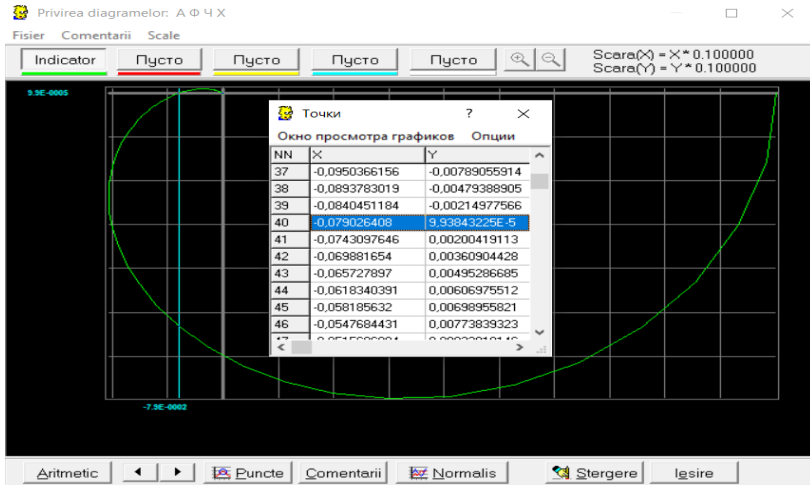 Privirea diagramelor: А Ф Ч Х
Fisier Comentarii Scale
Indicator Пусто Пусто Пусто Пусто Scara(X) = X * 0.100000
Scara(Y) = Y * 0.100000
9.9E-0005
Точки ? ×
Окно просмотра графиков Опции
NN X Y
37 -0,0950366156 -0,00789055914
38 -0,0893783019 -0,00479388905
39 -0,0840451184 -0,00214977566
40 -0,079026408 9,93843225E-5
41 -0,0743097646 0,00200419113
42 -0,069881654 0,00360904428
43 -0,065727897 0,00495286685
44 -0,0618340391 0,00606975512
45 -0,058185632 0,00698955821
46 -0,0547684431 0,00773839323
-7.9E-0002
Aritmetic Puncte Comentarii Normalis Stergere Iesire